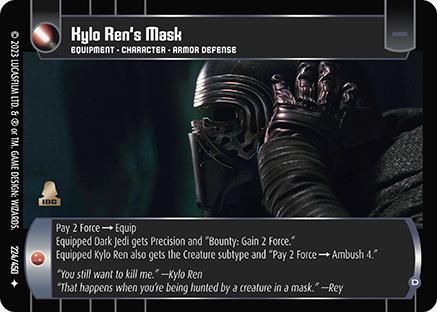 Kylo Ren's Mask
EQUIPMENT - CHARACTER - ARMOR DEFENSE
© 2023 LUCASFILM LTD. & ® or TM. GAME DESIGN: WIZARDS.
224/450
IDC
Pay 2 Force → Equip
Equipped Dark Jedi gets Precision and "Bounty: Gain 2 Force."
Equipped Kylo Ren also gets the Creature subtype and "Pay 2 Force → Ambush 4."
"You still want to kill me." —Kylo Ren
"That happens when you're being hunted by a creature in a mask." —Rey
D